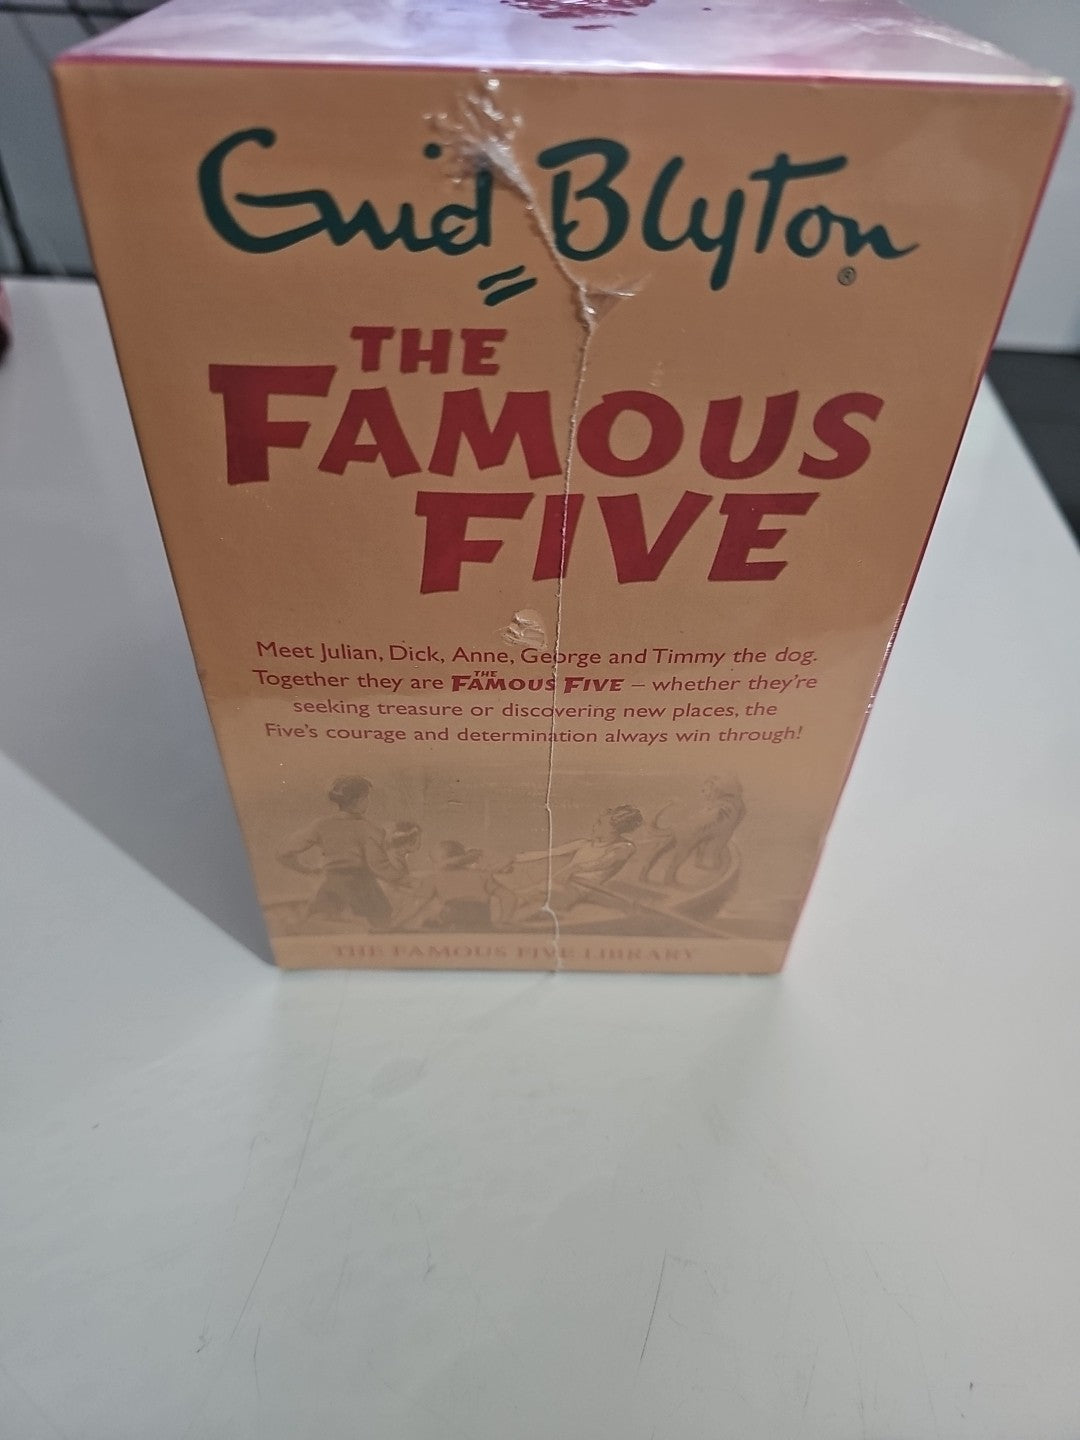 Enid Blyton®
THE
FAMOUS
FIVE
Meet Julian, Dick, Anne, George and Timmy the dog.
Together they are THE FAMOUS FIVE – whether they're
seeking treasure or discovering new places, the
Five's courage and determination always win through!
THE FAMOUS FIVE LIBRARY